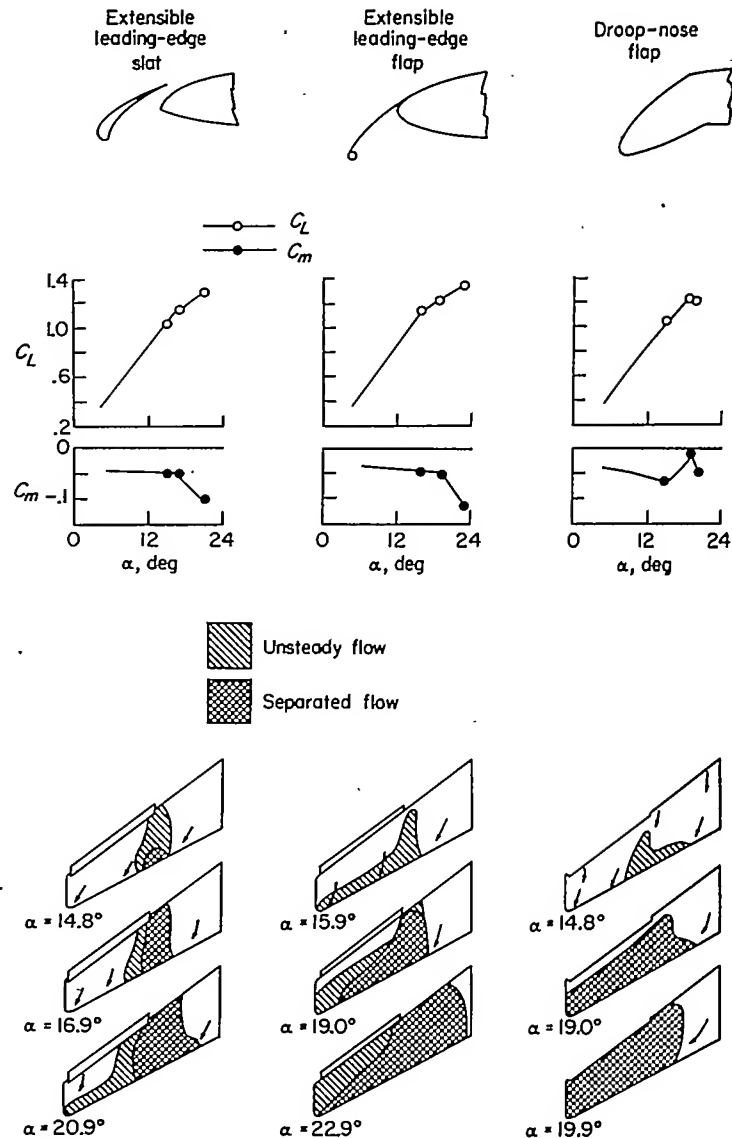 Extensible
leading-edge
slat
Extensible
leading-edge
flap
Droop-nose
flap
C_L
C_m
1.4
1.0
C_L
.6
.2
0
C_m -.1
0 12 24
α, deg
0 12 24
α, deg
0 12 24
α, deg
Unsteady flow
Separated flow
α = 14.8°
α = 15.9°
α = 14.8°
α = 16.9°
α = 19.0°
α = 19.0°
α = 20.9°
α = 22.9°
α = 19.9°